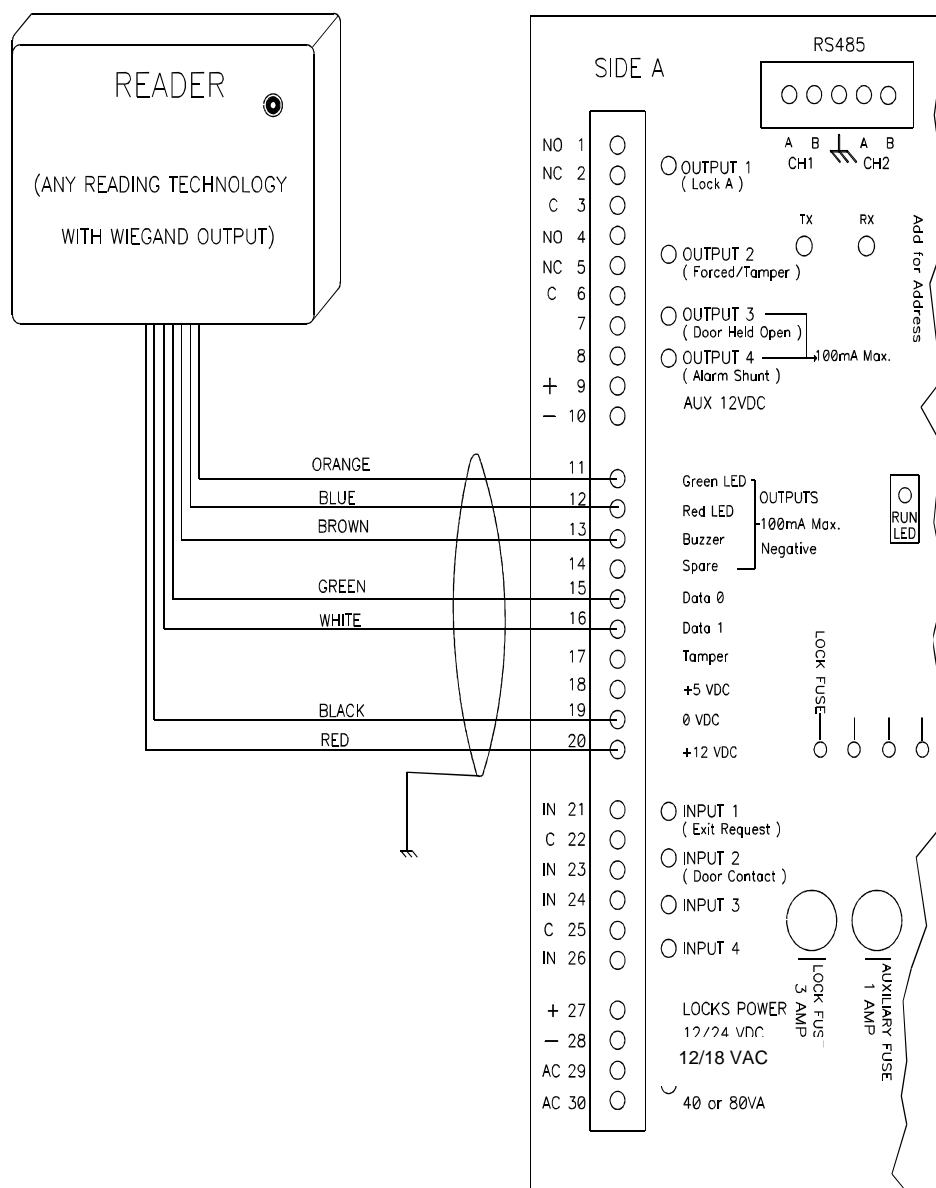 READER
(ANY READING TECHNOLOGY
WITH WIEGAND OUTPUT)
ORANGE
BLUE
BROWN
GREEN
WHITE
BLACK
RED
SIDE A
RS485
A B A B
CH1 CH2
TX RX
Add for Address
NO 1
NC 2
OUTPUT 1
( Lock A )
C 3
NO 4
NC 5
OUTPUT 2
( Forced/Tamper )
C 6
7
OUTPUT 3
( Door Held Open )
8
OUTPUT 4
100mA Max.
( Alarm Shunt )
+ 9
AUX 12VDC
− 10
11 Green LED
12 Red LED
13 Buzzer
14 Spare
OUTPUTS
100mA Max.
Negative
RUN
LED
15 Data 0
16 Data 1
17 Tamper
18 +5 VDC
19 0 VDC
20 +12 VDC
LOCK FUSE
IN 21 INPUT 1
( Exit Request )
C 22
IN 23 INPUT 2
( Door Contact )
IN 24 INPUT 3
C 25
IN 26 INPUT 4
LOCK FUS
3 AMP
AUXILIARY FUSE
1 AMP
+ 27 LOCKS POWER
− 28 12/24 VDC
AC 29 12/18 VAC
AC 30 40 or 80VA